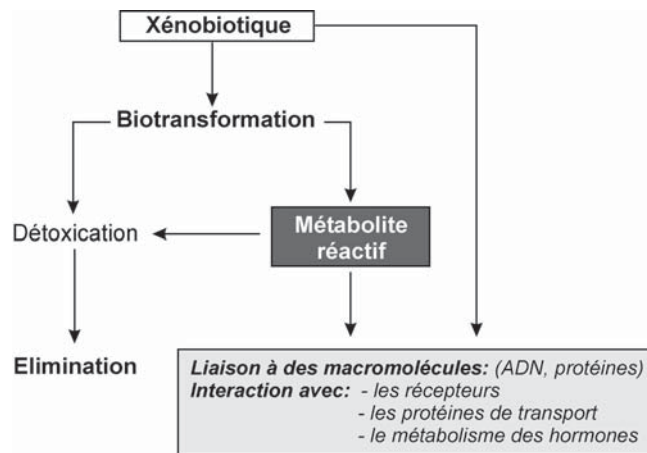 Xénobiotique
Biotransformation
Détoxication
Métabolite
réactif
Elimination
Liaison à des macromolécules: (ADN, protéines)
Interaction avec: - les récepteurs
- les protéines de transport
- le métabolisme des hormones